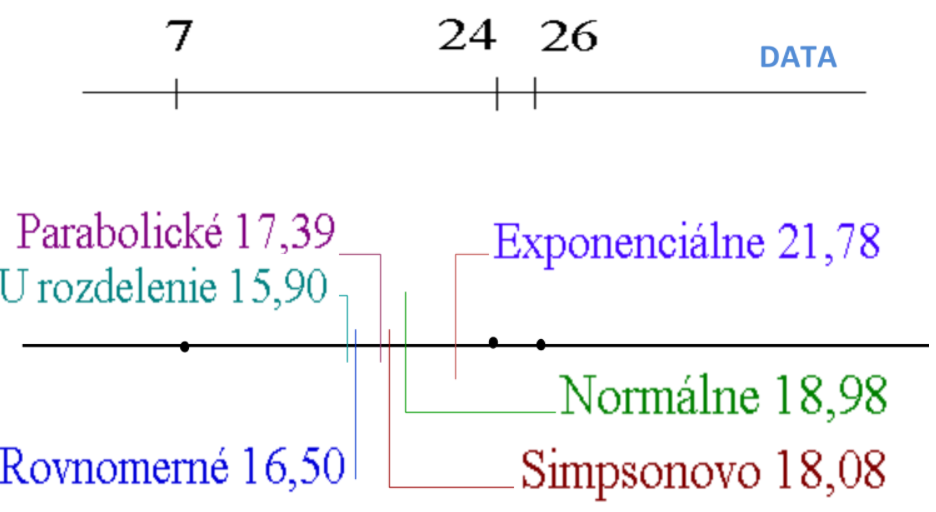 7 24 26
DATA
Parabolické 17,39
Exponenciálne 21,78
U rozdelenie 15,90
Normálne 18,98
Rovnomerné 16,50
Simpsonovo 18,08